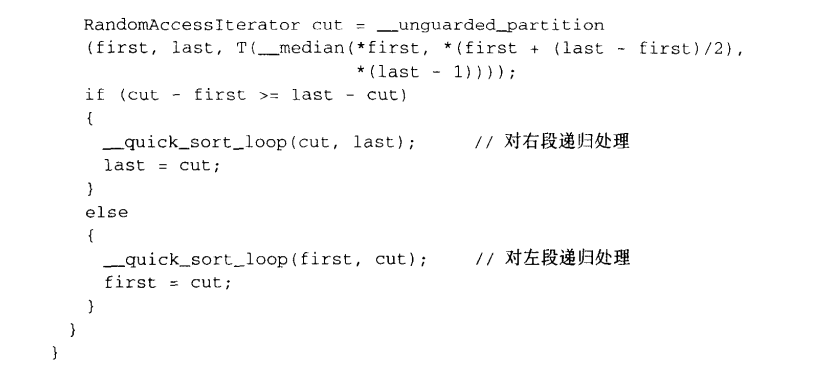 RandomAccessIterator cut = __unguarded_partition
(first, last, T(__median(*first, *(first + (last - first)/2),
*(last - 1))));
if (cut - first >= last - cut)
{
__quick_sort_loop(cut, last); // 对右段递归处理
last = cut;
}
else
{
__quick_sort_loop(first, cut); // 对左段递归处理
first = cut;
}
}
}